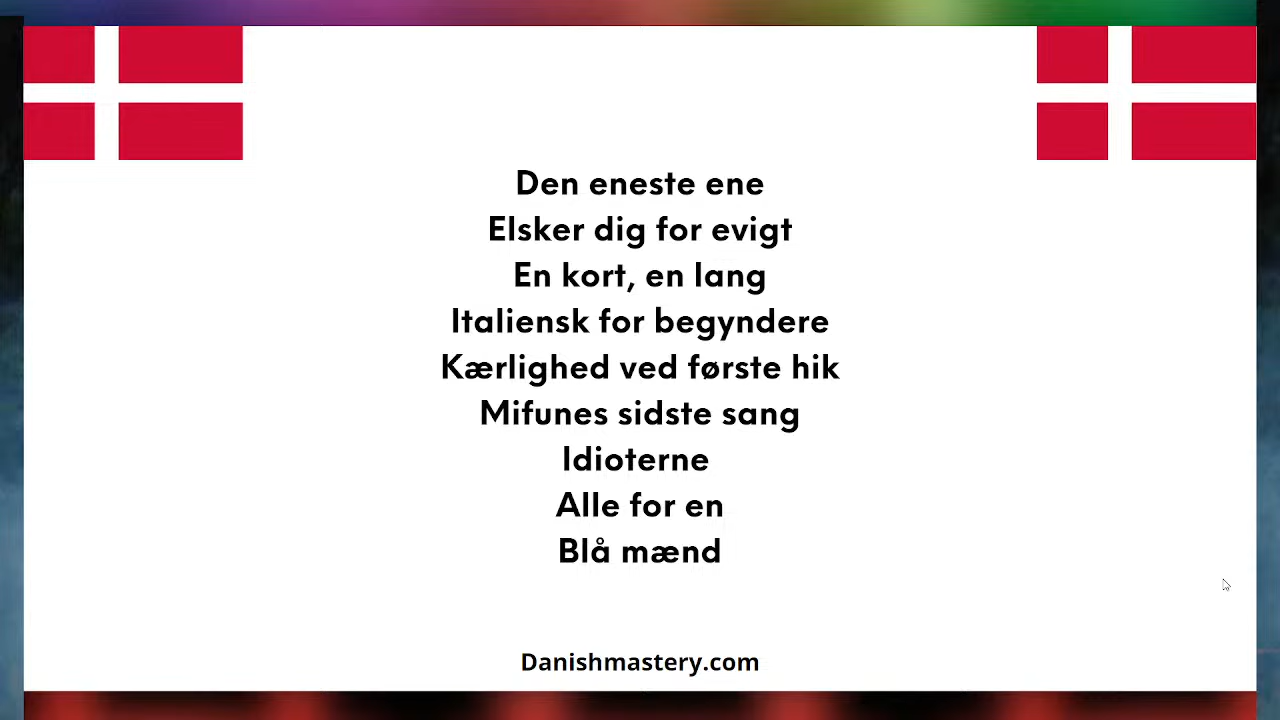 Den eneste ene
Elsker dig for evigt
En kort, en lang
Italiensk for begyndere
Kærlighed ved første hik
Mifunes sidste sang
Idioterne
Alle for en
Blå mænd
Danishmastery.com